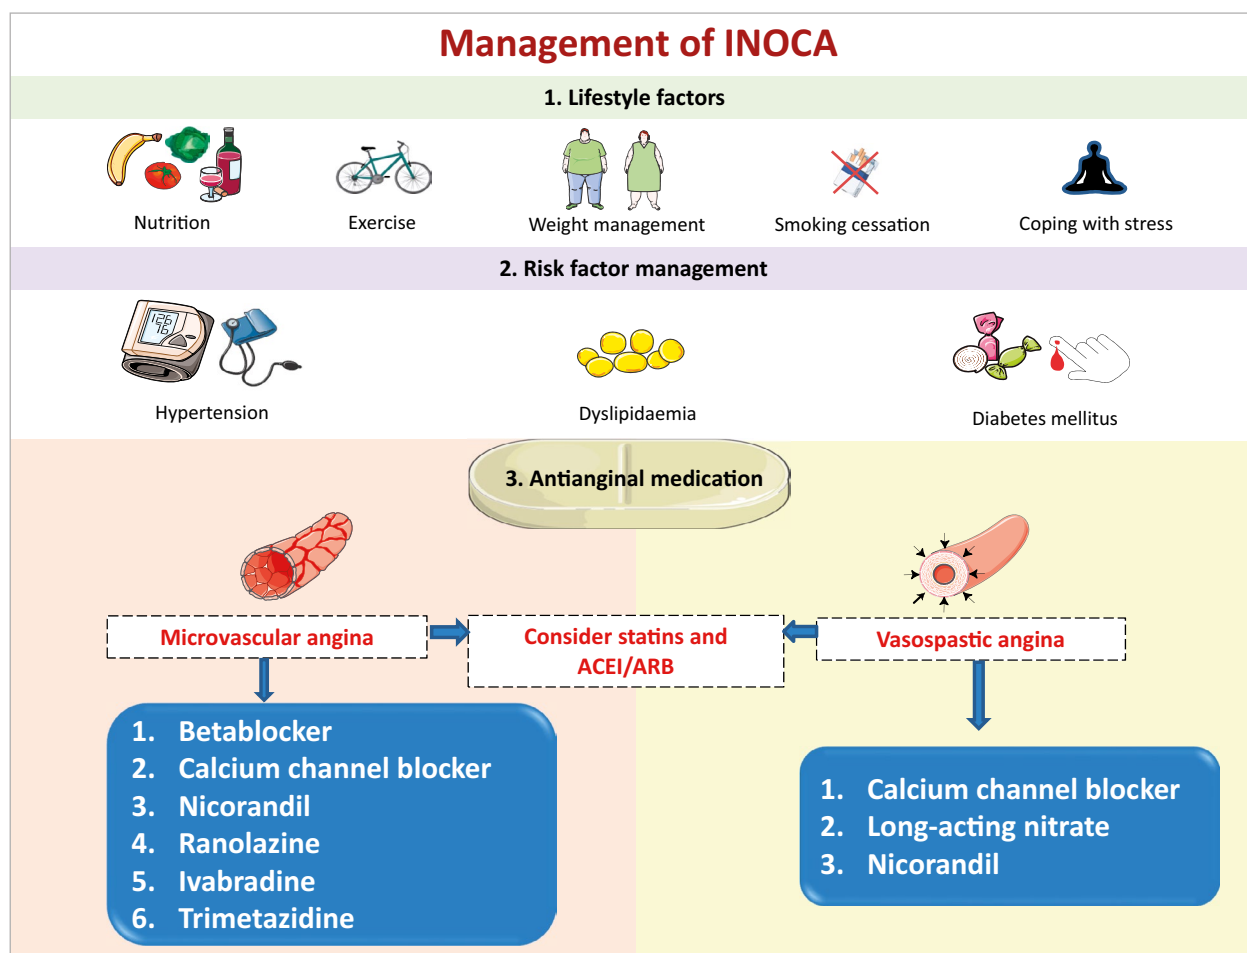 Management of INOCA
1. Lifestyle factors
Nutrition
Exercise
Weight management
Smoking cessation
Coping with stress
2. Risk factor management
126
76
Hypertension
Dyslipidaemia
Diabetes mellitus
3. Antianginal medication
Microvascular angina
Consider statins and
ACEI/ARB
Vasospastic angina
1. Betablocker
2. Calcium channel blocker
3. Nicorandil
4. Ranolazine
5. Ivabradine
6. Trimetazidine
1. Calcium channel blocker
2. Long-acting nitrate
3. Nicorandil